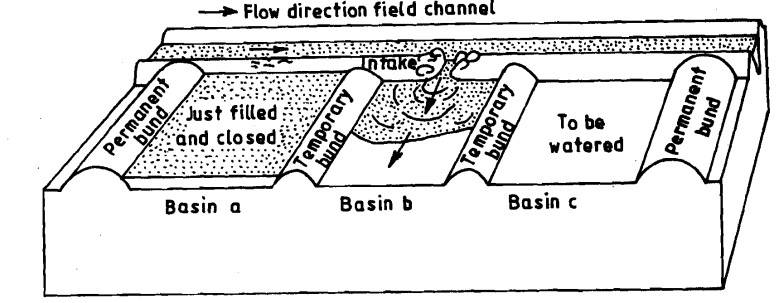 Flow direction field channel
Intake
Permanent
bund
Just filled
and closed
Temporary
bund
Temporary
bund
To be
watered
Permanent
bund
Basin a
Basin b
Basin c